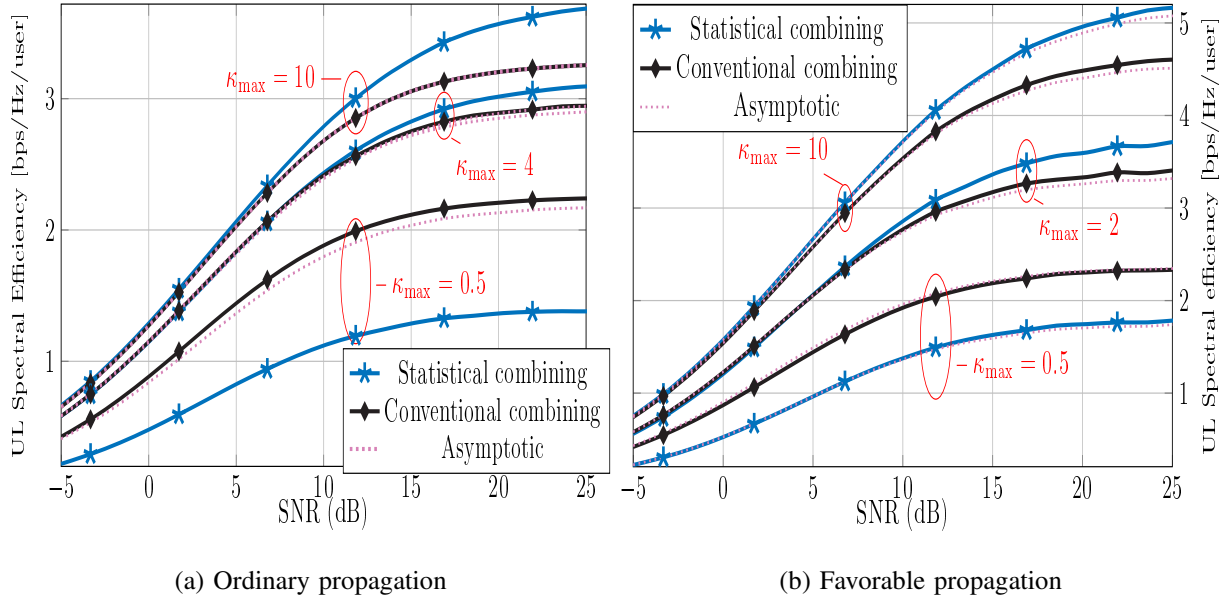 UL Spectral Efficiency [bps/Hz/user]
3
2
1
κmax = 10
κmax = 4
κmax = 0.5
Statistical combining
Conventional combining
Asymptotic
−5 0 5 10 15 20 25
SNR (dB)
(a) Ordinary propagation
Statistical combining
Conventional combining
Asymptotic
κmax = 10
κmax = 2
κmax = 0.5
5
4
3
2
1
UL Spectral efficiency [bps/Hz/user]
−5 0 5 10 15 20 25
SNR (dB)
(b) Favorable propagation